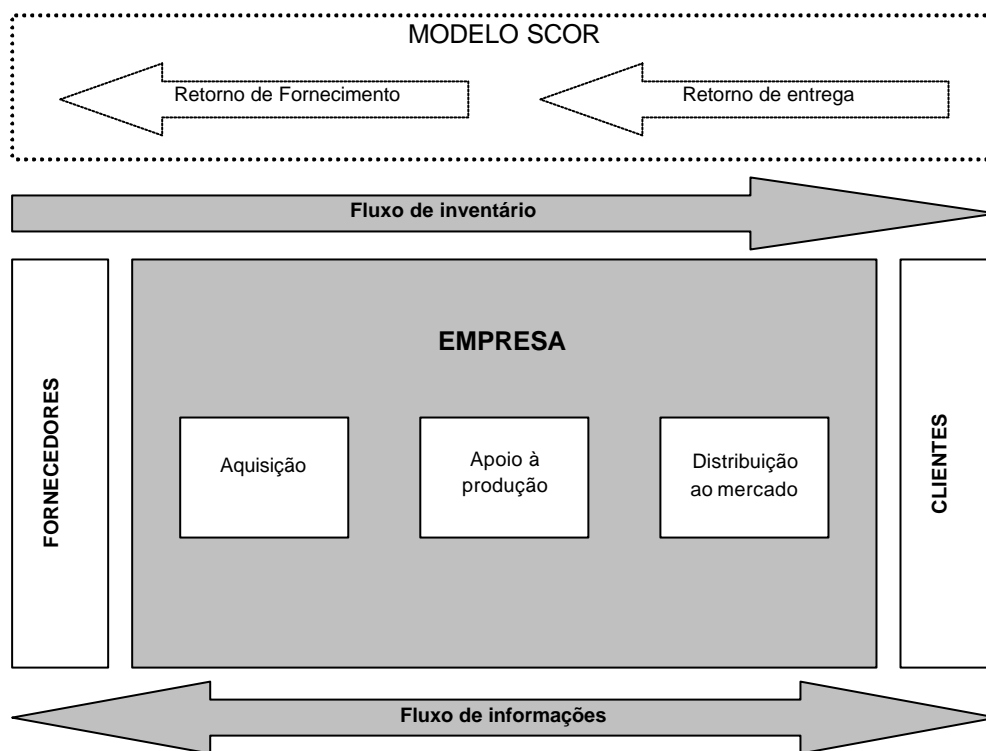 MODELO SCOR
Retorno de Fornecimento
Retorno de entrega
Fluxo de inventário
EMPRESA
FORNECEDORES
Aquisição
Apoio à
produção
Distribuição
ao mercado
CLIENTES
Fluxo de informações